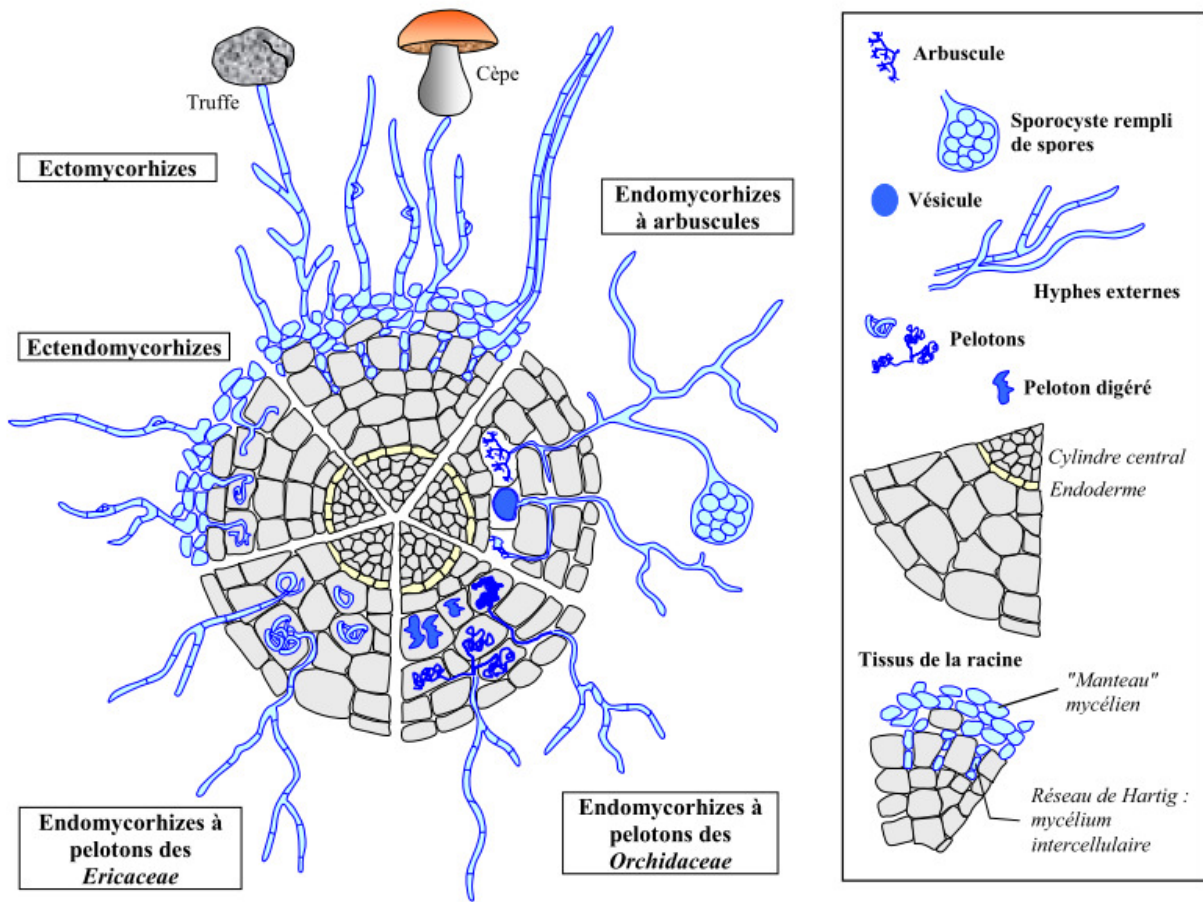 Truffe
Cèpe
Ectomycorhizes
Endomycorhizes
à arbuscules
Ectendomycorhizes
Endomycorhizes à
pelotons des
Ericaceae
Endomycorhizes à
pelotons des
Orchidaceae
Arbuscule
Sporocyste rempli
de spores
Vésicule
Hyphes externes
Pelotons
Peloton digéré
Cylindre central
Endoderme
Tissus de la racine
"Manteau"
mycélien
Réseau de Hartig :
mycélium
intercellulaire